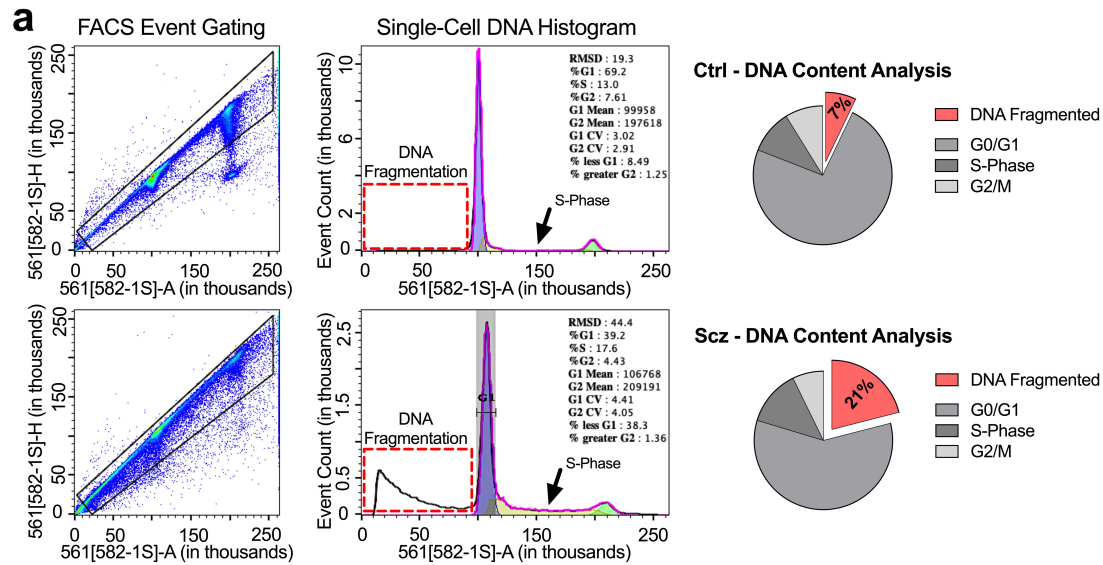 a
FACS Event Gating
Single-Cell DNA Histogram
561[582-1S]-H (in thousands)
250
150
50
0
0
50
150
250
561[582-1S]-A (in thousands)
Event Count (in thousands)
10
6
2
0
DNA
Fragmentation
S-Phase
RMSD : 19.3
%G1 : 69.2
%S : 13.0
%G2 : 7.61
G1 Mean : 99958
G2 Mean : 197618
G1 CV : 3.02
G2 CV : 2.91
% less G1 : 8.49
% greater G2 : 1.25
0
50
150
250
561[582-1S]-A (in thousands)
Ctrl - DNA Content Analysis
7%
DNA Fragmented
G0/G1
S-Phase
G2/M
561[582-1S]-H (in thousands)
250
150
50
0
0
50
150
250
561[582-1S]-A (in thousands)
Event Count (in thousands)
2.5
1.5
0.5
0
DNA
Fragmentation
G1
S-Phase
RMSD : 44.4
%G1 : 39.2
%S : 17.6
%G2 : 4.43
G1 Mean : 106768
G2 Mean : 209191
G1 CV : 4.41
G2 CV : 4.05
% less G1 : 38.3
% greater G2 : 1.36
0
50
150
250
561[582-1S]-A (in thousands)
Scz - DNA Content Analysis
21%
DNA Fragmented
G0/G1
S-Phase
G2/M